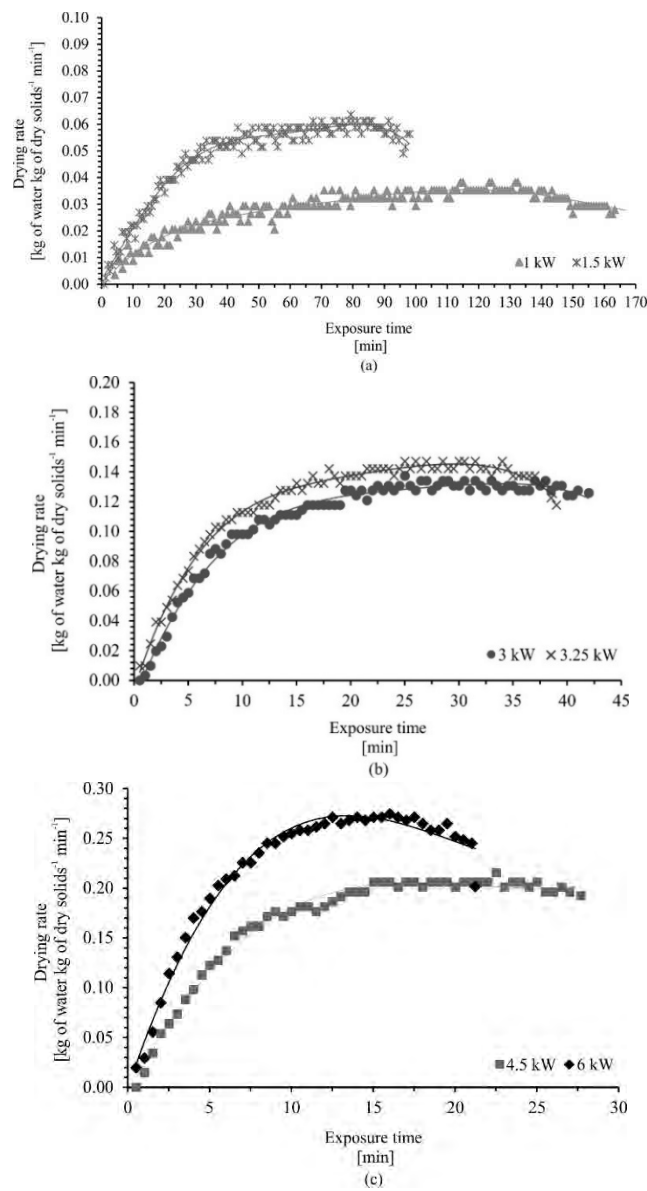 0.10
0.09
0.08
0.07
0.06
0.05
0.04
0.03
0.02
0.01
0.00
Drying rate
[kg of water kg of dry solids⁻¹ min⁻¹]
1 kW 1.5 kW
0 10 20 30 40 50 60 70 80 90 100 110 120 130 140 150 160 170
Exposure time
[min]
(a)
0.20
0.18
0.16
0.14
0.12
0.10
0.08
0.06
0.04
0.02
0.00
Drying rate
[kg of water kg of dry solids⁻¹ min⁻¹]
3 kW 3.25 kW
0 5 10 15 20 25 30 35 40 45
Exposure time
[min]
(b)
0.30
0.25
0.20
0.15
0.10
0.05
0.00
Drying rate
[kg of water kg of dry solids⁻¹ min⁻¹]
4.5 kW 6 kW
0 5 10 15 20 25 30
Exposure time
[min]
(c)